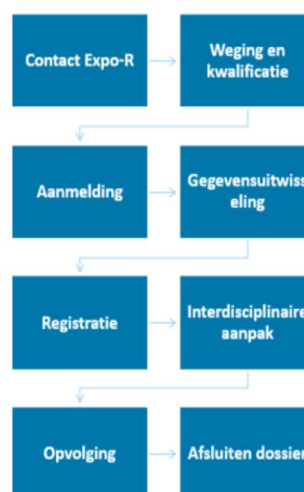 Contact Expo-R
Weging en
kwalificatie
Aanmelding
Gegevensuitwiss
eling
Registratie
Interdisciplinaire
aanpak
Opvolging
Afsluiten dossier